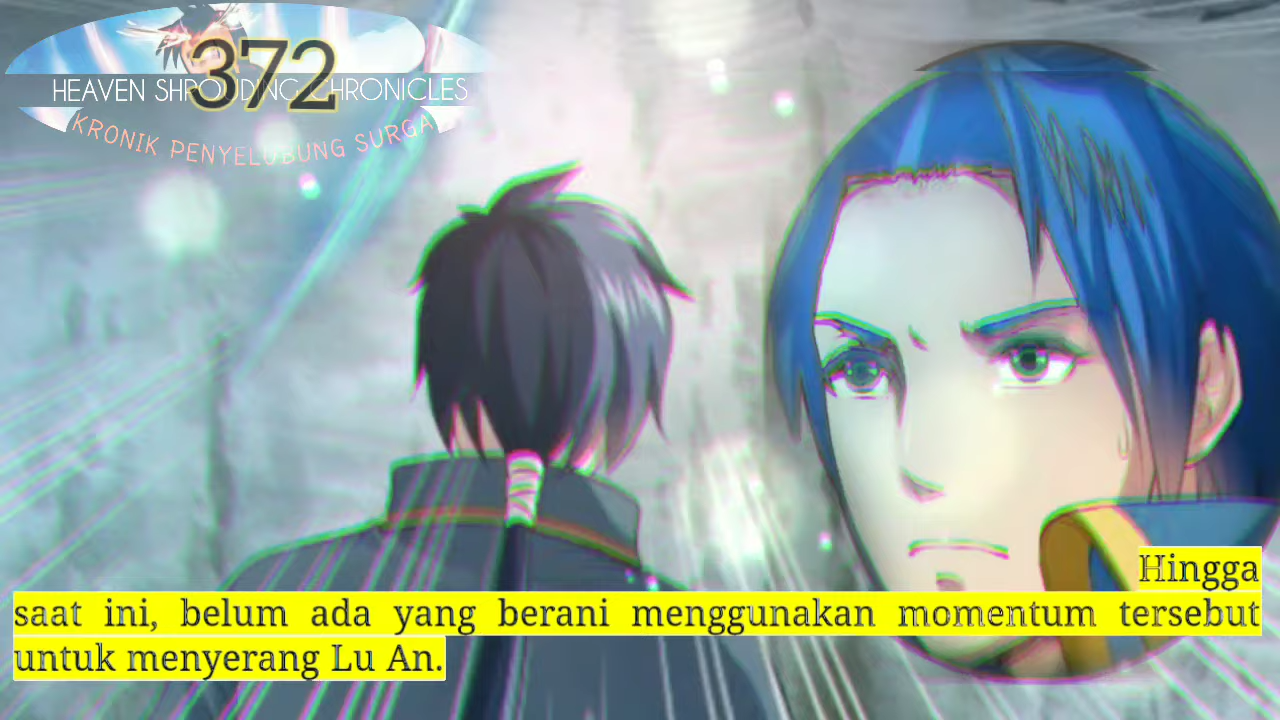 372
HEAVEN SHROUDING CHRONICLES
KRONIK PENYELUBUNG SURGA
Hingga
saat ini, belum ada yang berani menggunakan momentum tersebut
untuk menyerang Lu An.